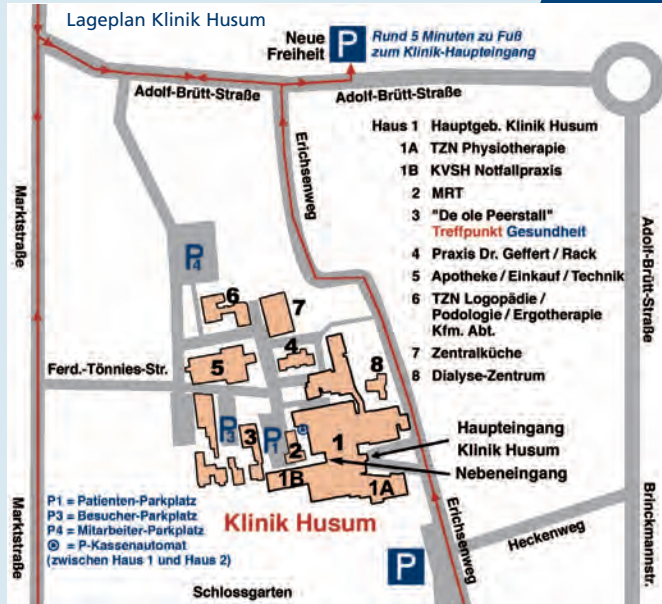 Lageplan Klinik Husum
Neue
Freiheit
P
Rund 5 Minuten zu Fuß
zum Klinik-Haupteingang
Adolf-Brütt-Straße
Adolf-Brütt-Straße
Erichsenweg
Marktstraße
Adolf-Brütt-Straße
Haus 1 Hauptgeb. Klinik Husum
1A TZN Physiotherapie
1B KVSH Notfallpraxis
2 MRT
3 "De ole Peerstall"
Treffpunkt Gesundheit
4 Praxis Dr. Geffert / Rack
5 Apotheke / Einkauf / Technik
6 TZN Logopädie /
Podologie / Ergotherapie
Kfm. Abt.
7 Zentralküche
8 Dialyse-Zentrum
P4
6
7
4
5
8
Ferd.-Tönnies-Str.
P3
3
P1
2
1
1B
1A
Haupteingang
Klinik Husum
Nebeneingang
P1 = Patienten-Parkplatz
P3 = Besucher-Parkplatz
P4 = Mitarbeiter-Parkplatz
= P-Kassenautomat
(zwischen Haus 1 und Haus 2)
Klinik Husum
Marktstraße
Schlossgarten
P
Erichsenweg
Heckenweg
Brinckmannstr.